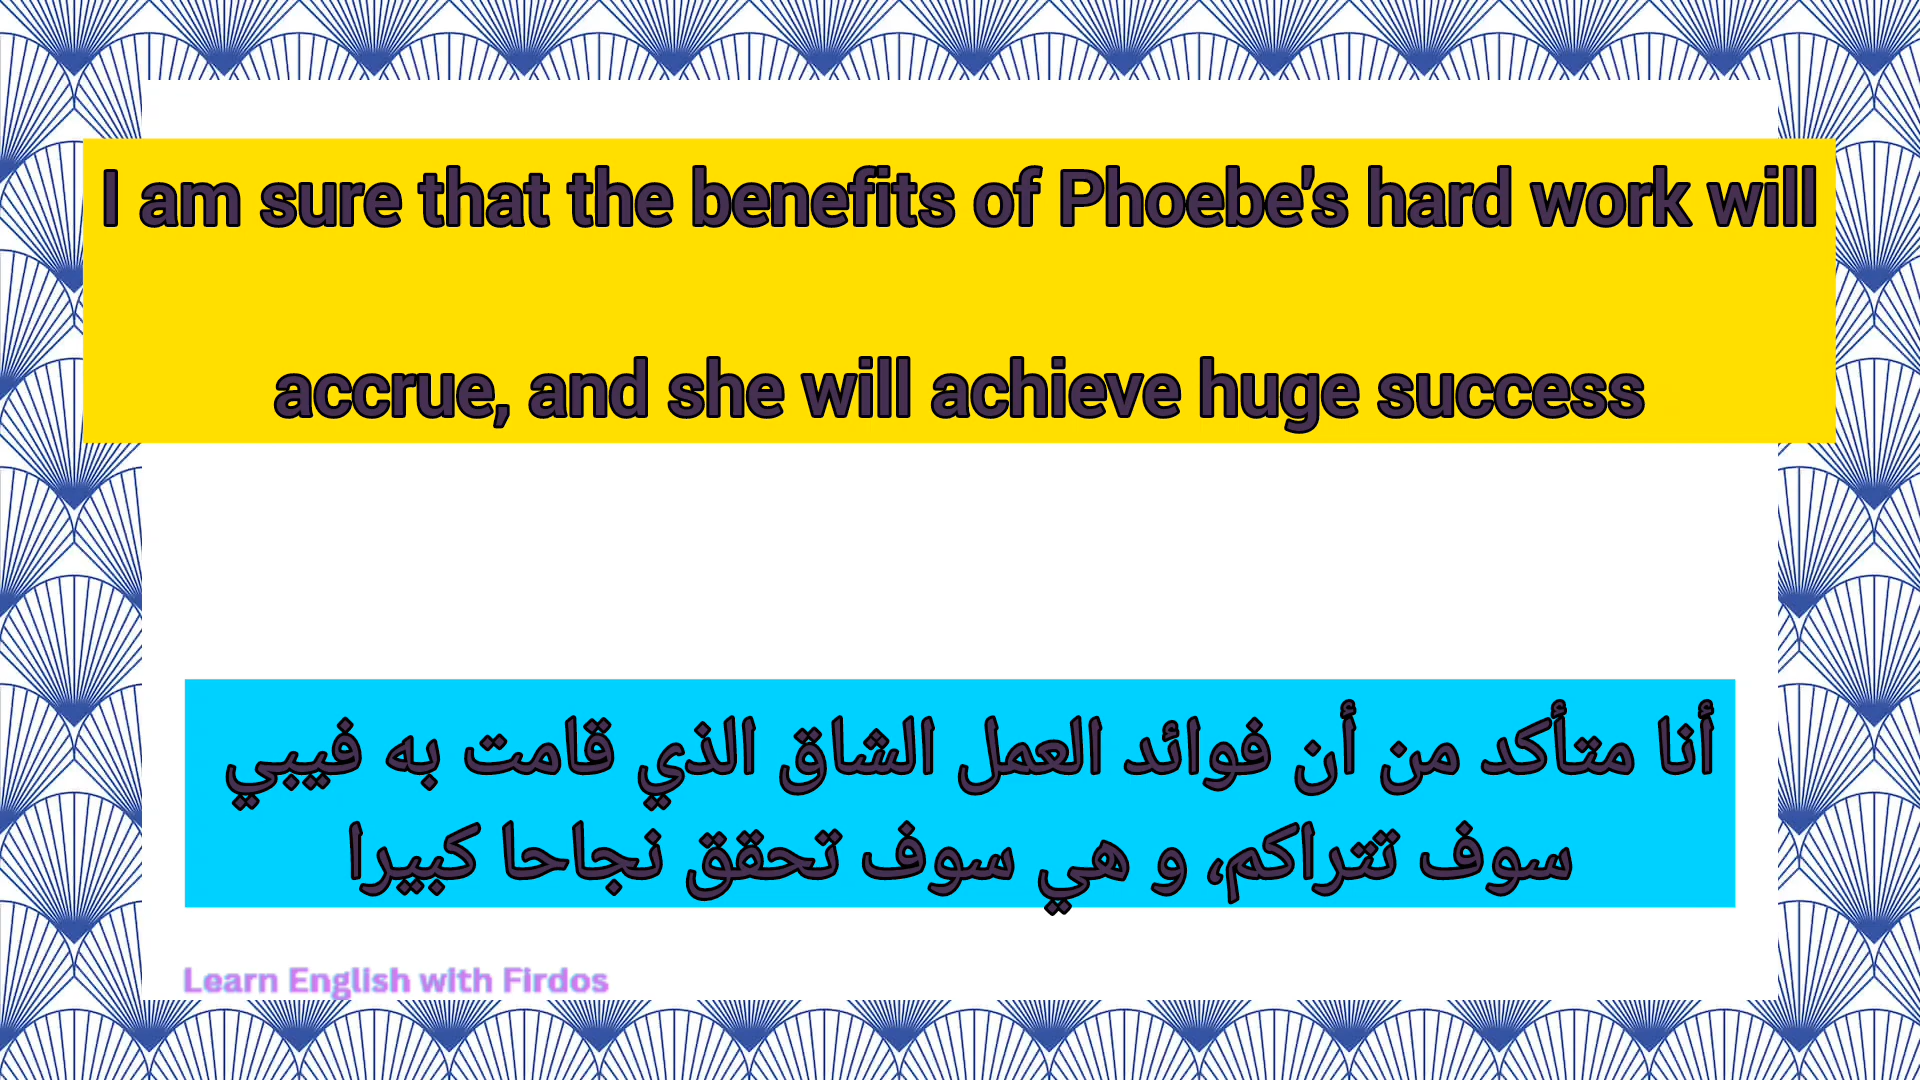 I am sure that the benefits of Phoebe's hard work will
accrue, and she will achieve huge success
أنا متأكد من أن فوائد العمل الشاق الذي قامت به فيبي
سوف تتراكم، و هي سوف تحقق نجاحا كبيرا
Learn English with Firdos